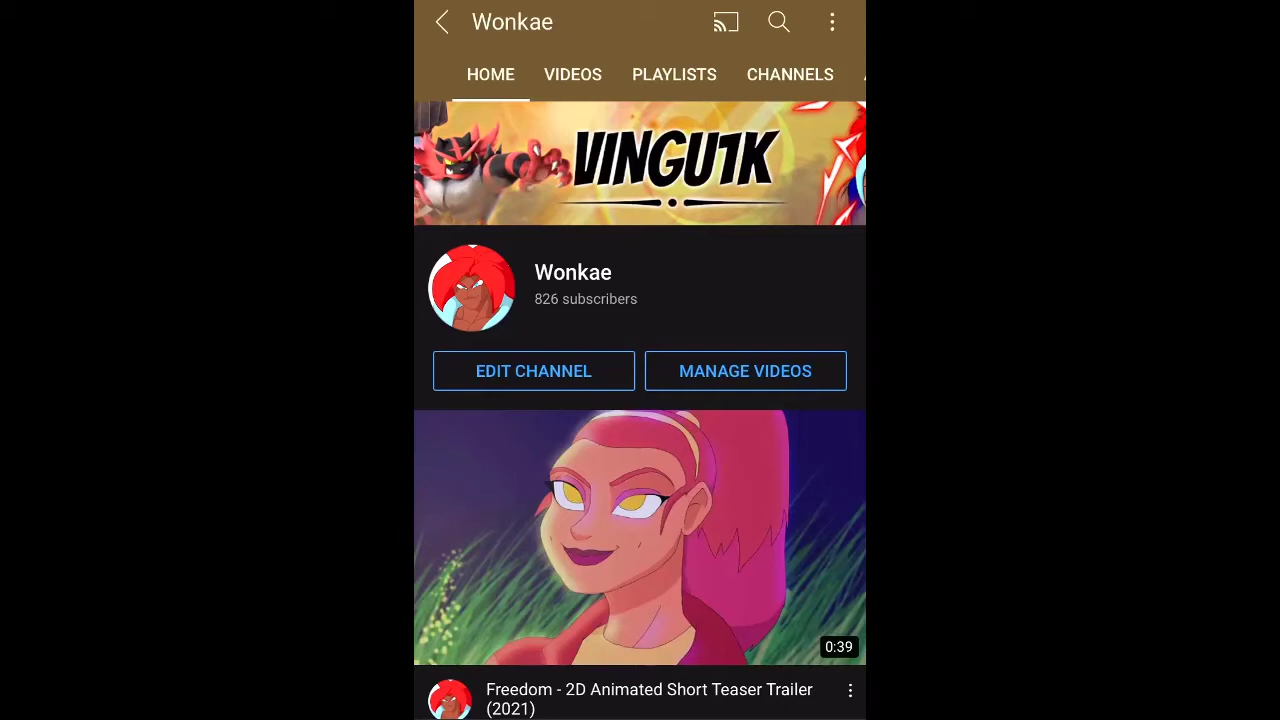 Wonkae
HOME VIDEOS PLAYLISTS CHANNELS
VINGU1K
Wonkae
826 subscribers
EDIT CHANNEL MANAGE VIDEOS
0:39
Freedom - 2D Animated Short Teaser Trailer
(2021)